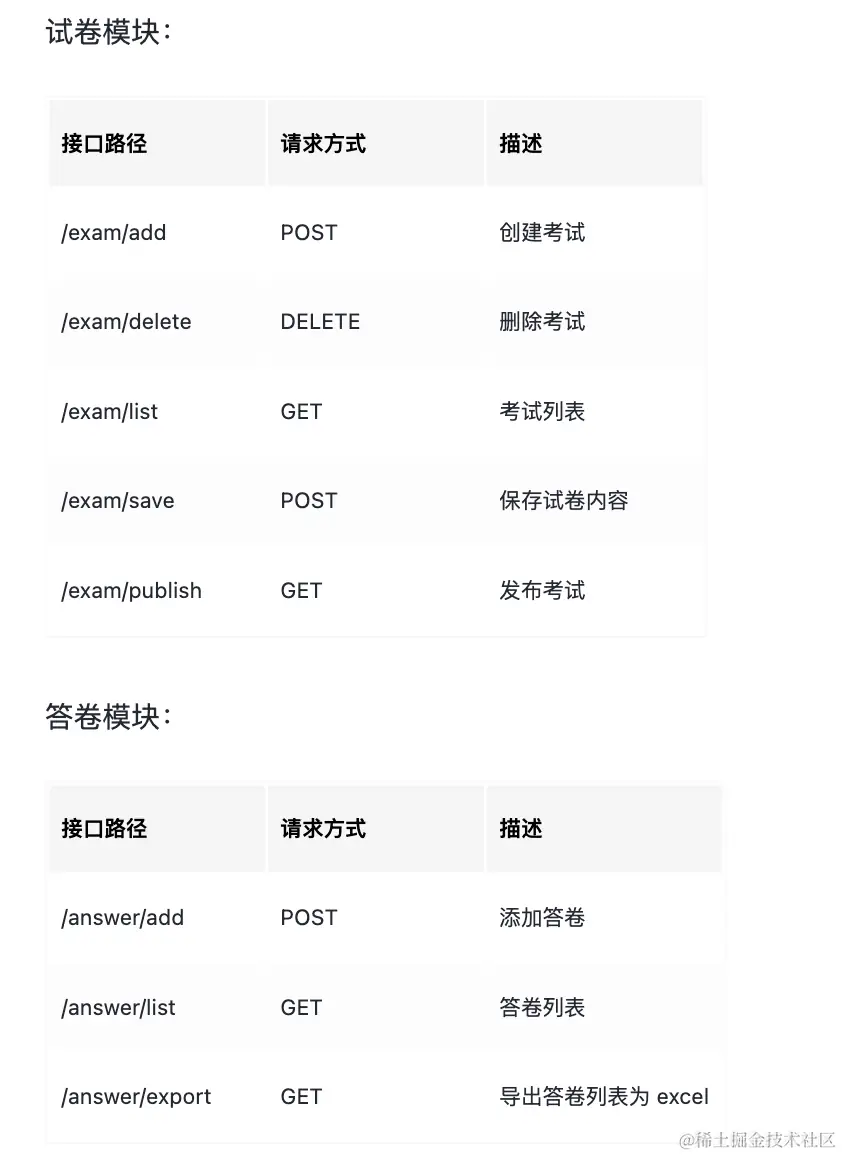 试卷模块：
接口路径 请求方式 描述
/exam/add POST 创建考试
/exam/delete DELETE 删除考试
/exam/list GET 考试列表
/exam/save POST 保存试卷内容
/exam/publish GET 发布考试
答卷模块：
接口路径 请求方式 描述
/answer/add POST 添加答卷
/answer/list GET 答卷列表
/answer/export GET 导出答卷列表为 excel
@稀土掘金技术社区